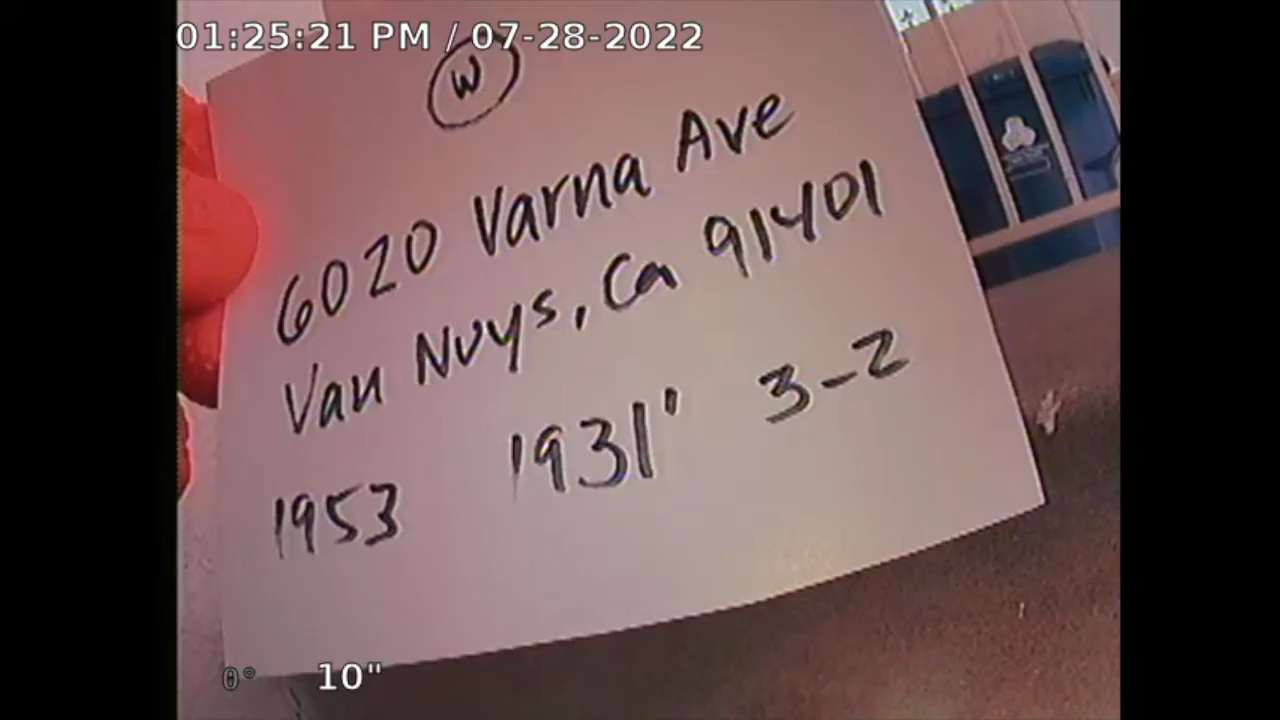 01:25:21 PM / 07-28-2022
W
6020 Varna Ave
Van Nuys, Ca 91401
1953 1931' 3-2
0° 10"